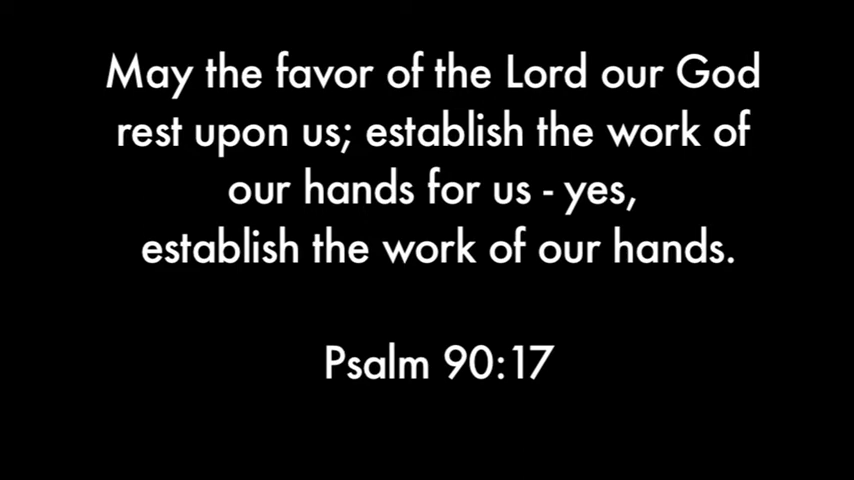 May the favor of the Lord our God
rest upon us; establish the work of
our hands for us - yes,
establish the work of our hands.
Psalm 90:17